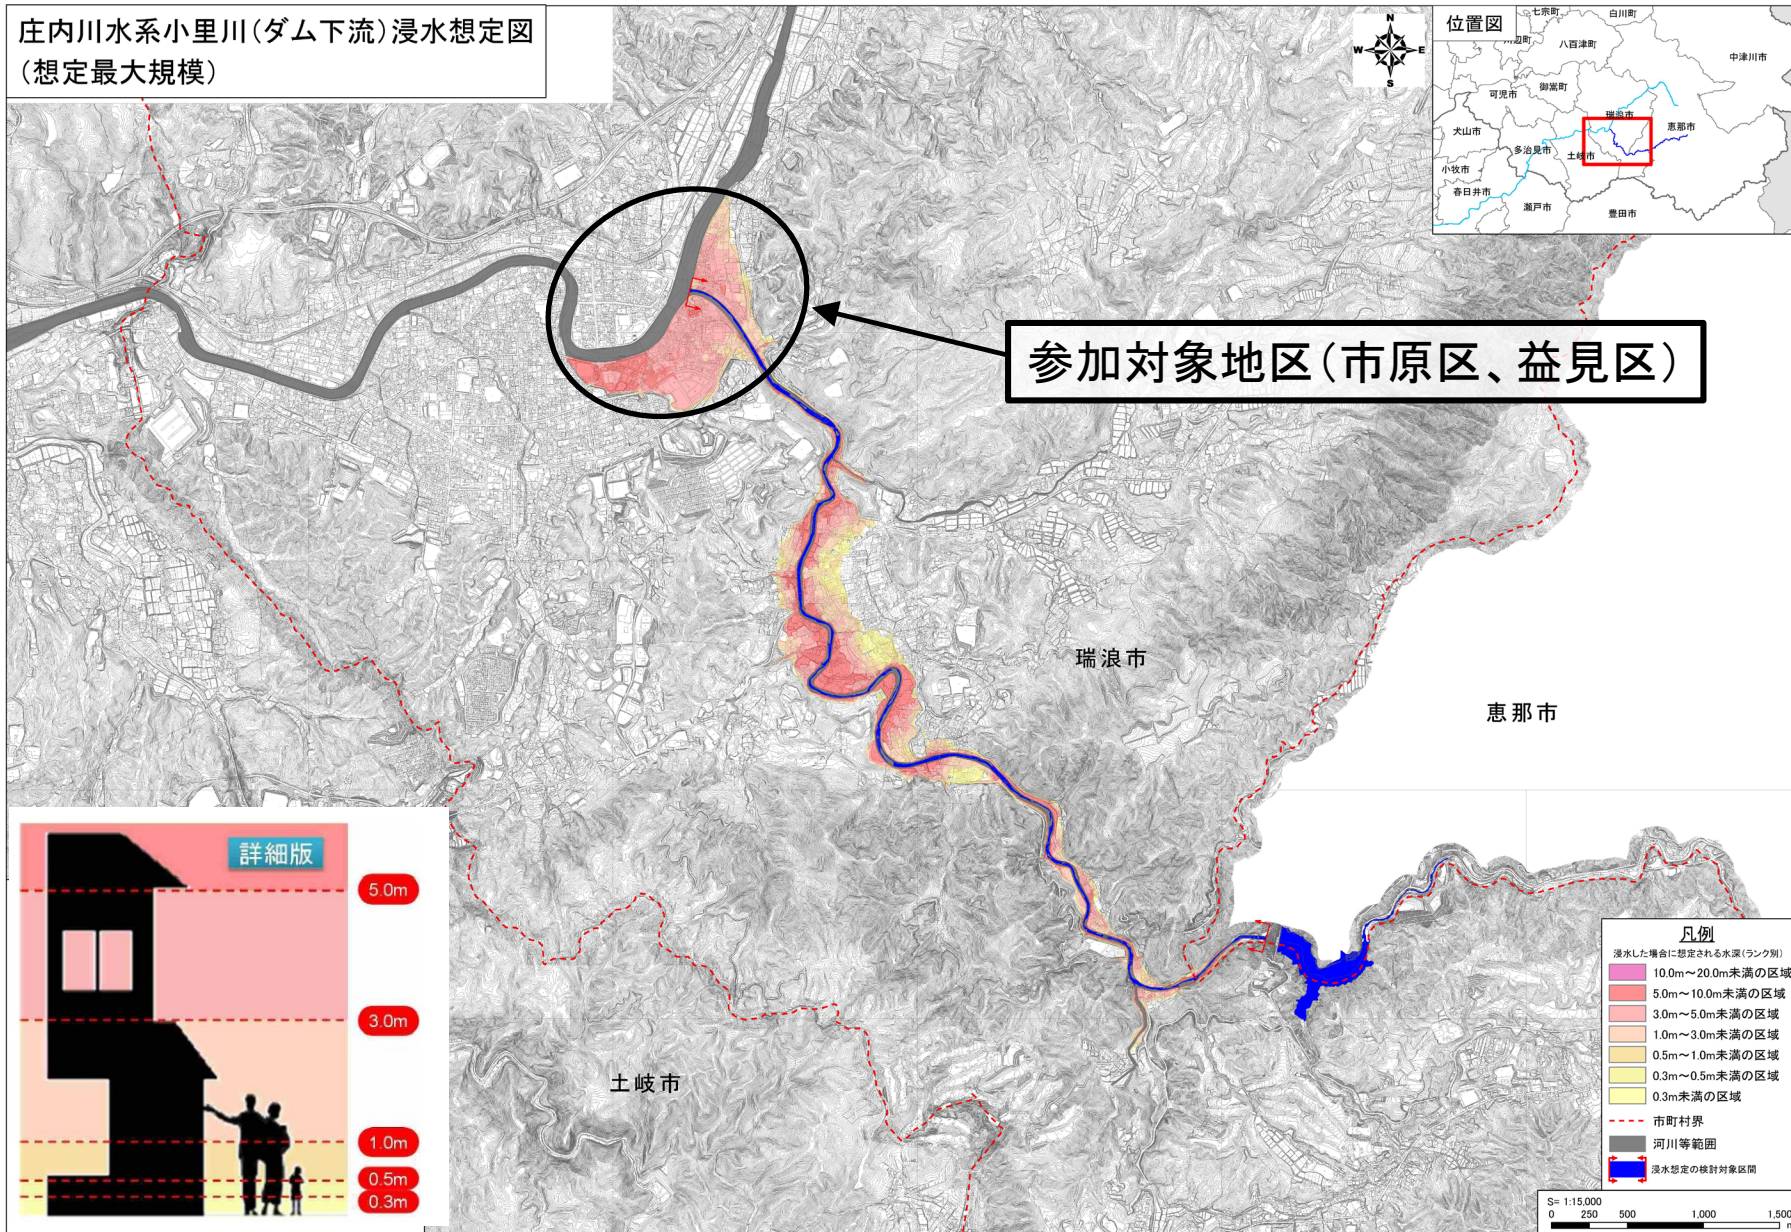 庄内川水系小里川(ダム下流)浸水想定図
(想定最大規模)
N
W
E
S
位置図
七宗町
白川町
八百津町
中津川市
御嵩町
可児市
瑞浪市
恵那市
犬山市
多治見市
土岐市
小牧市
春日井市
瀬戸市
豊田市
参加対象地区(市原区、益見区)
瑞浪市
恵那市
土岐市
詳細版
5.0m
3.0m
1.0m
0.5m
0.3m
凡例
浸水した場合に想定される水深(ランク別)
10.0m~20.0m未満の区域
5.0m~10.0m未満の区域
3.0m~5.0m未満の区域
1.0m~3.0m未満の区域
0.5m~1.0m未満の区域
0.3m~0.5m未満の区域
0.3m未満の区域
市町村界
河川等範囲
浸水想定の検討対象区間
S= 1:15,000
0 250 500 1,000 1,500